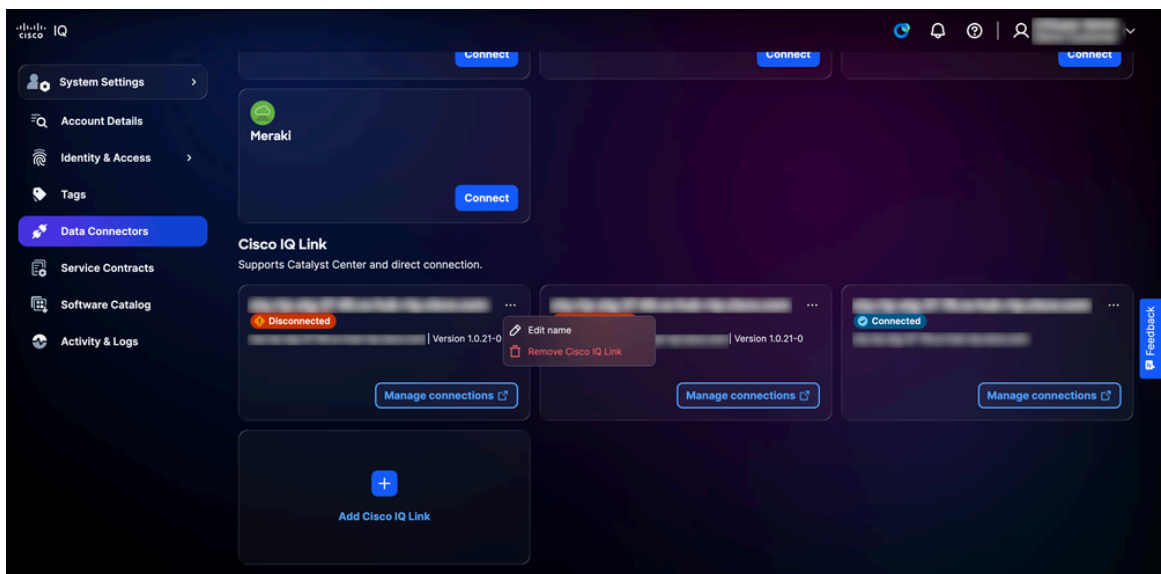 cisco IQ
Connect
Connect
Connect
System Settings
Account Details
Identity & Access
Tags
Data Connectors
Service Contracts
Software Catalog
Activity & Logs
Meraki
Connect
Cisco IQ Link
Supports Catalyst Center and direct connection.
Disconnected
| Version 1.0.21-0
Edit name
Remove Cisco IQ Link
| Version 1.0.21-0
Connected
Manage connections
Manage connections
Manage connections
Add Cisco IQ Link
Feedback